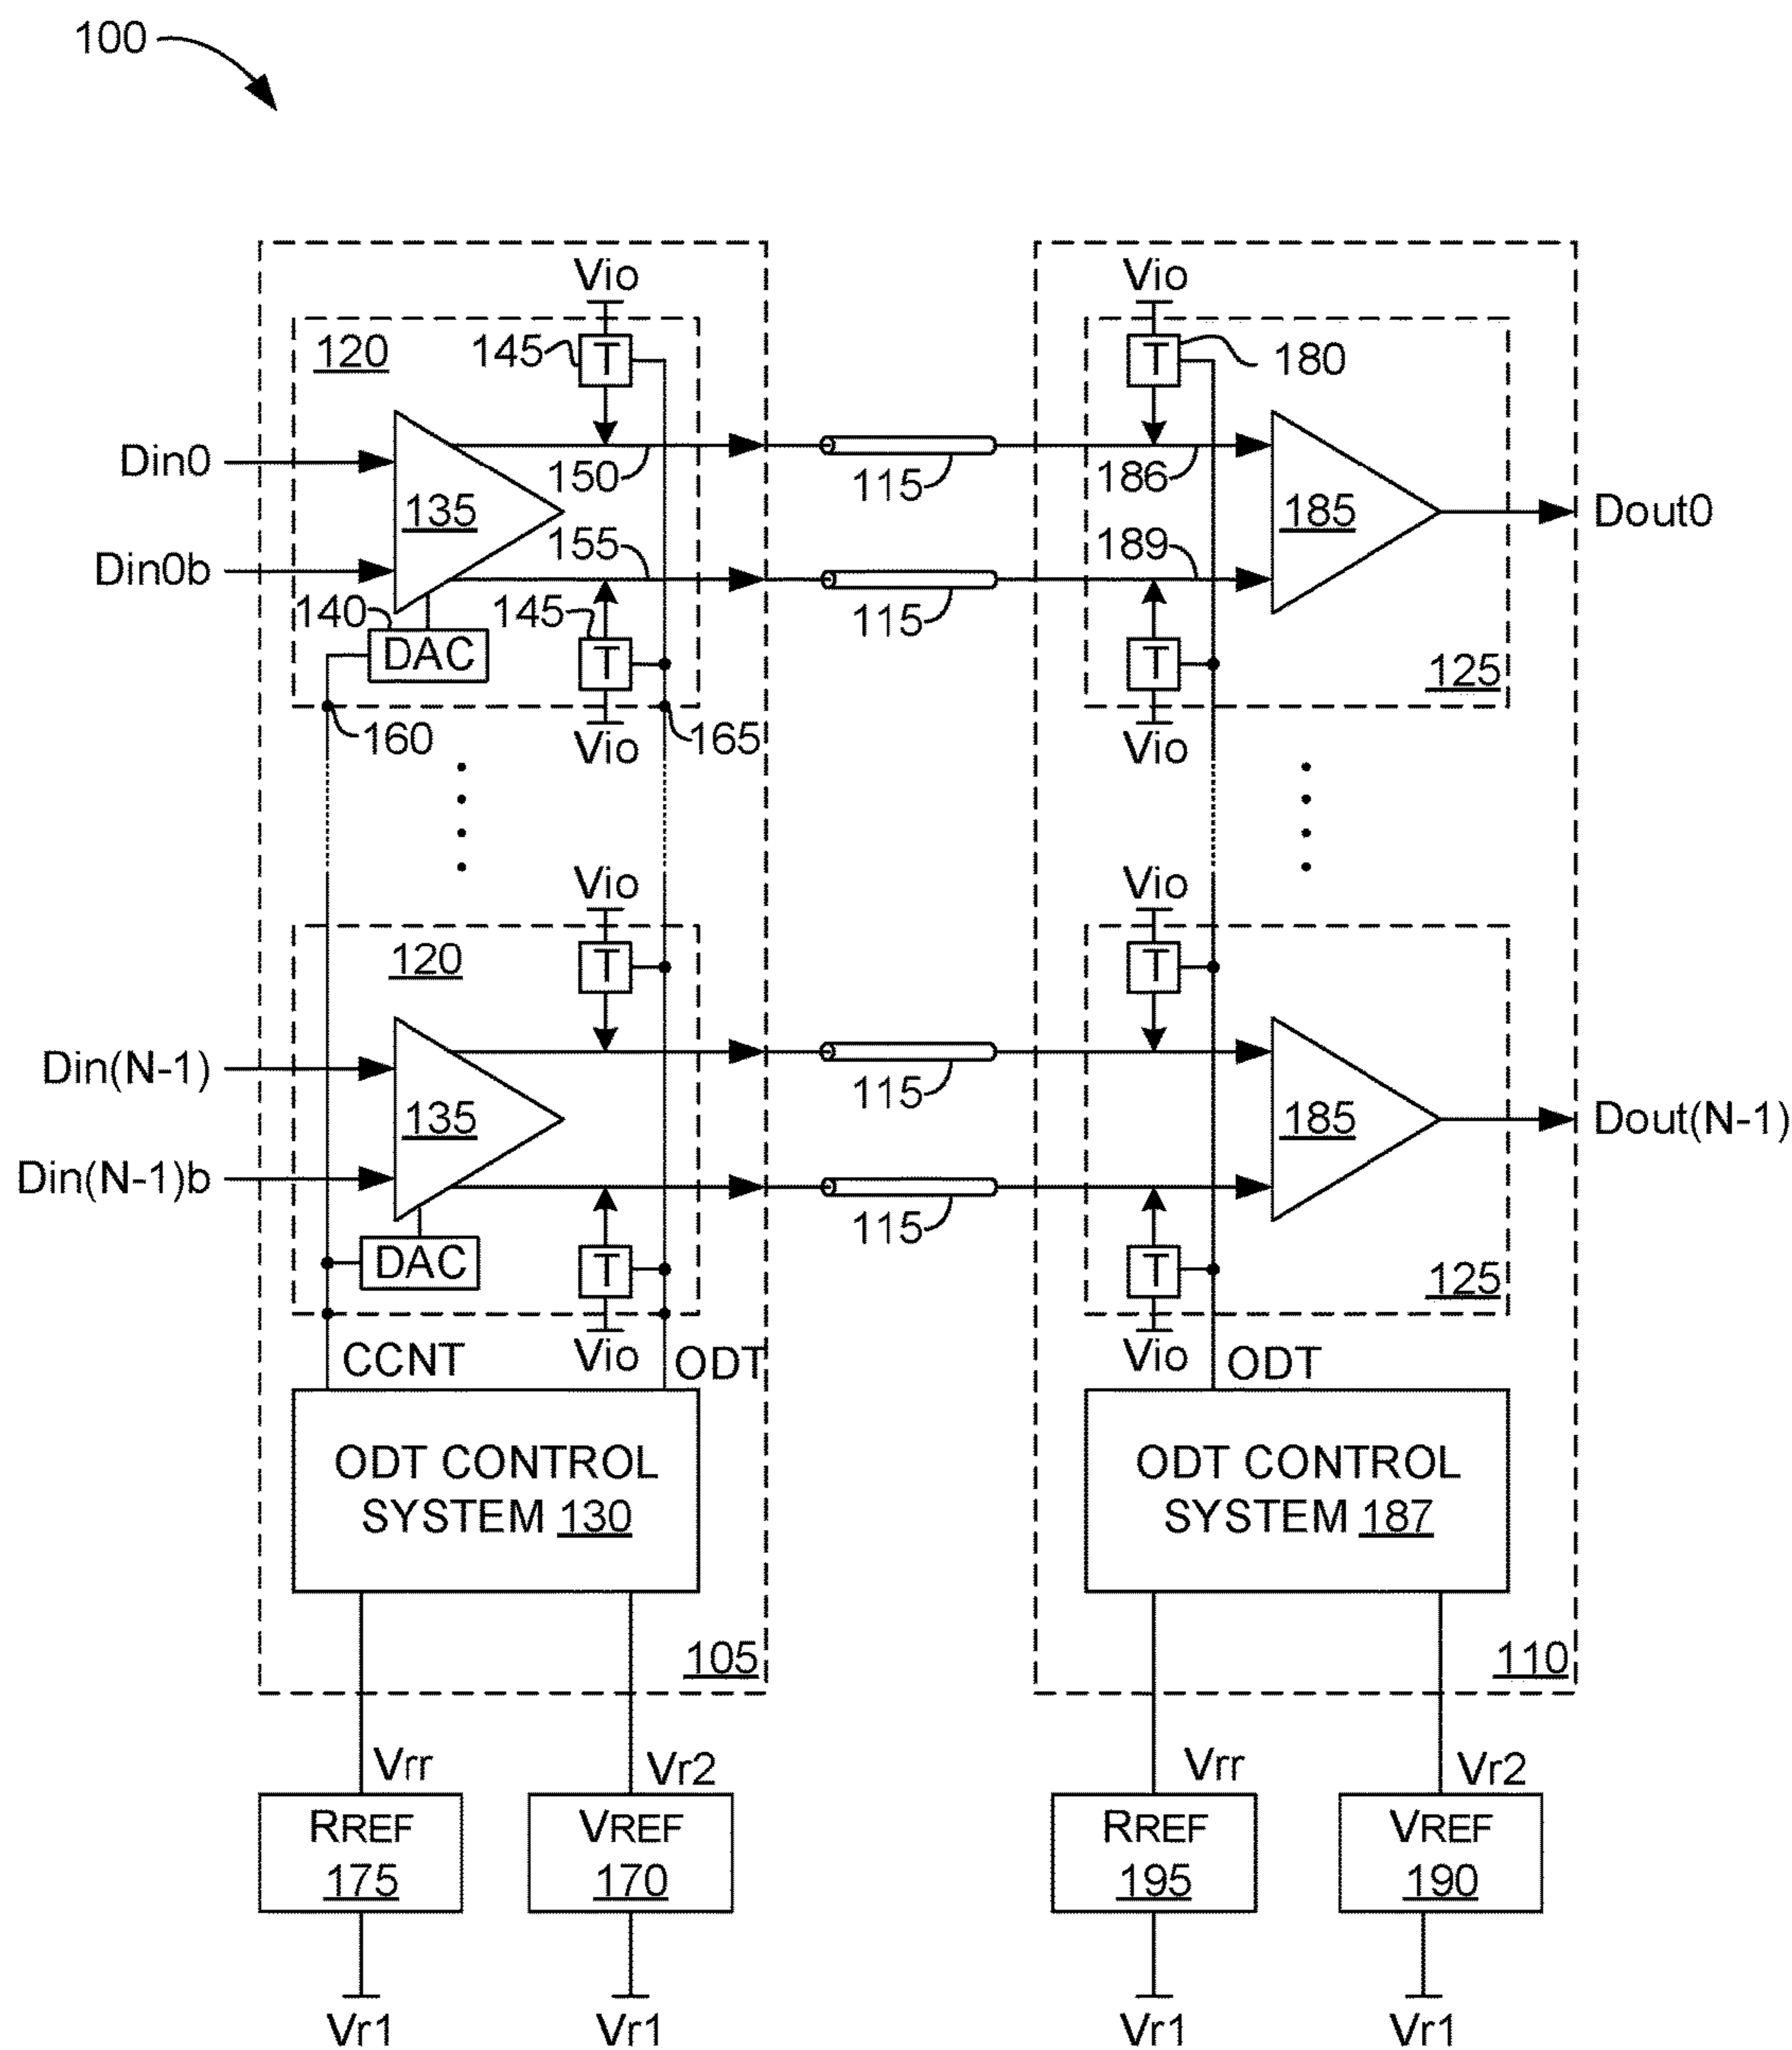 100
Vio
Vio
120
145
T
T
180
Din0
150
115
186
135
185
Dout0
Din0b
155
189
140
145
115
DAC
T
T
125
160
Vio
165
Vio
Vio
Vio
120
T
T
Din(N-1)
115
135
185
Dout(N-1)
Din(N-1)b
115
DAC
T
T
125
CCNT
Vio
ODT
Vio
ODT
ODT CONTROL
SYSTEM 130
ODT CONTROL
SYSTEM 187
105
110
Vrr
Vr2
Vrr
Vr2
RREF
175
VREF
170
RREF
195
VREF
190
Vr1
Vr1
Vr1
Vr1